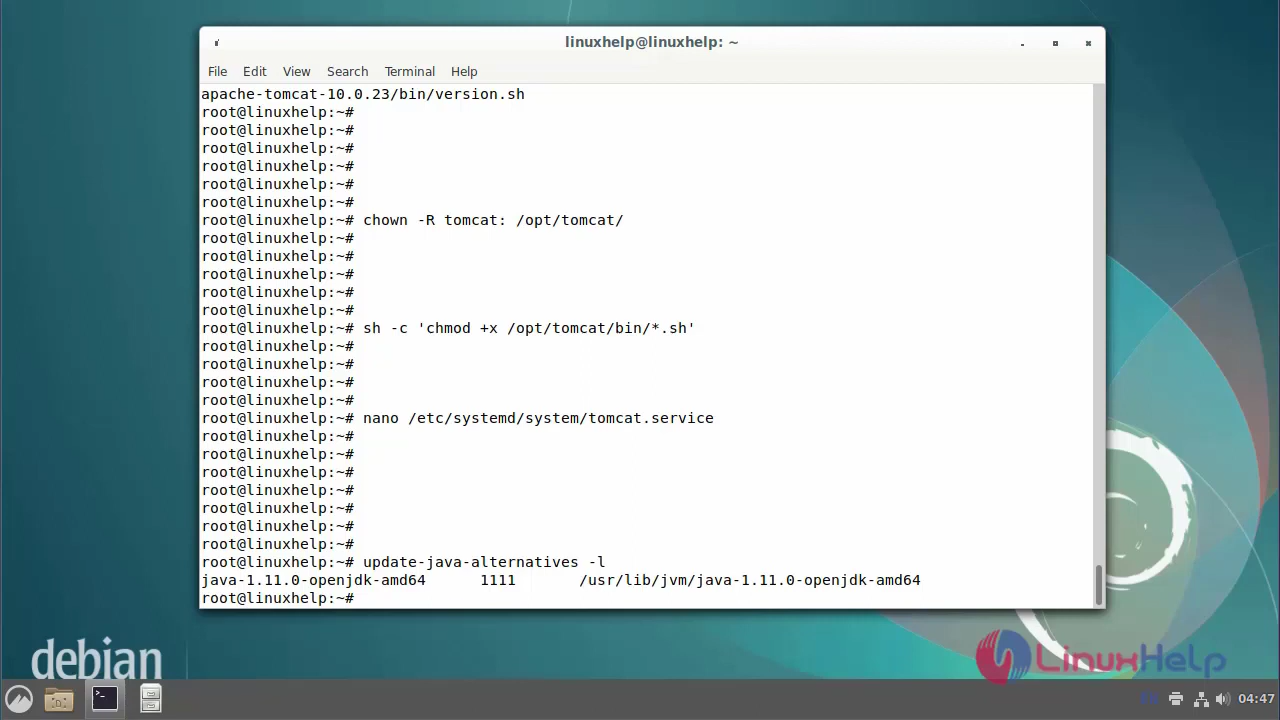 linuxhelp@linuxhelp: ~
File Edit View Search Terminal Help
apache-tomcat-10.0.23/bin/version.sh
root@linuxhelp:~#
root@linuxhelp:~#
root@linuxhelp:~#
root@linuxhelp:~#
root@linuxhelp:~#
root@linuxhelp:~#
root@linuxhelp:~# chown -R tomcat: /opt/tomcat/
root@linuxhelp:~#
root@linuxhelp:~#
root@linuxhelp:~#
root@linuxhelp:~#
root@linuxhelp:~#
root@linuxhelp:~# sh -c 'chmod +x /opt/tomcat/bin/*.sh'
root@linuxhelp:~#
root@linuxhelp:~#
root@linuxhelp:~#
root@linuxhelp:~#
root@linuxhelp:~# nano /etc/systemd/system/tomcat.service
root@linuxhelp:~#
root@linuxhelp:~#
root@linuxhelp:~#
root@linuxhelp:~#
root@linuxhelp:~#
root@linuxhelp:~#
root@linuxhelp:~#
root@linuxhelp:~# update-java-alternatives -l
java-1.11.0-openjdk-amd64 1111 /usr/lib/jvm/java-1.11.0-openjdk-amd64
root@linuxhelp:~#
debian
LinuxHelp
04:47